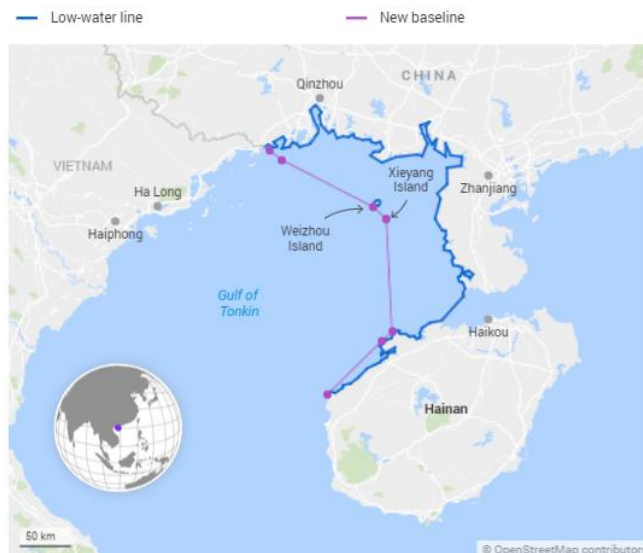 Low-water line
New baseline
CHINA
Qinzhou
VIETNAM
Xieyang
Island
Zhanjiang
Ha Long
Weizhou
Island
Haiphong
Gulf of
Tonkin
Haikou
Hainan
50 km
© OpenStreetMap contributor